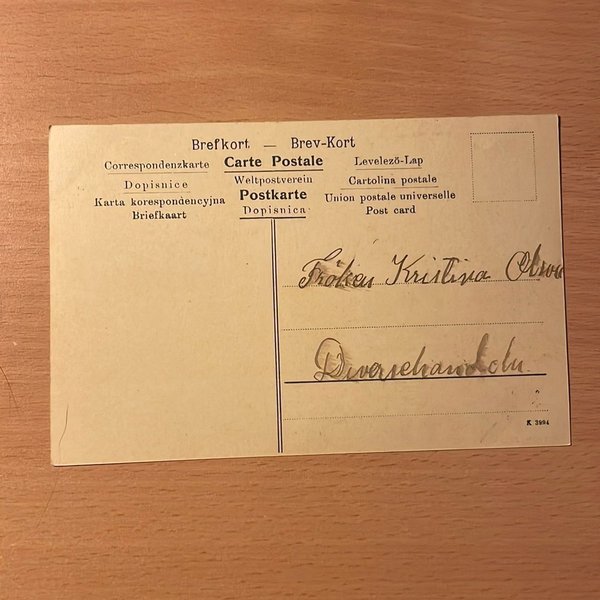 Brefkort — Brev-Kort
Correspondenzkarte Carte Postale Levelező-Lap
Dopisnice Weltpostverein Cartolina postale
Karta korespondencyjna Postkarte Union postale universelle
Briefkaart Dopisnica Post card
Fröken Kristina
Diversehandeln.
K 3994